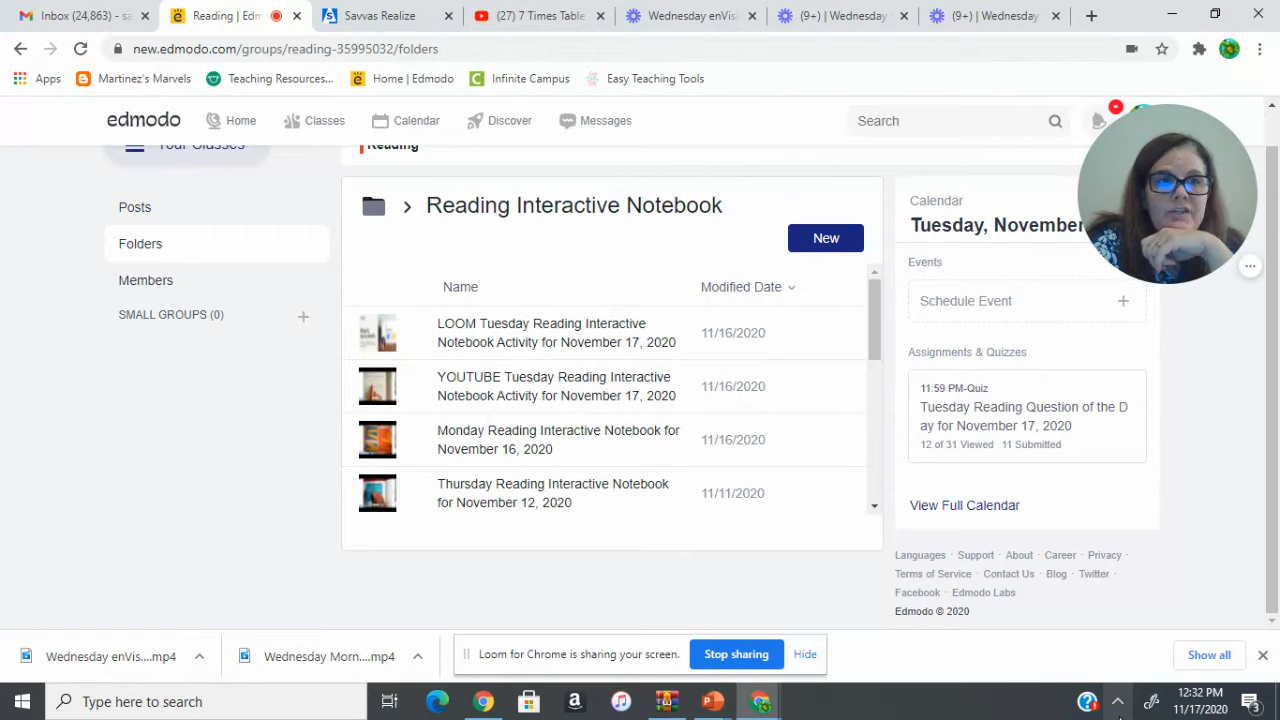 Inbox (24,863) - sa
Reading | Edm
Savvas Realize
(27) 7 Times Table
Wednesday enVis
(9+) | Wednesday
(9+) | Wednesday
new.edmodo.com/groups/reading-35995032/folders
Apps
Martinez's Marvels
Teaching Resources...
Home | Edmodo
Infinite Campus
Easy Teaching Tools
edmodo
Home
Classes
Calendar
Discover
Messages
Search
Your Classes
Reading
Posts
Folders
Members
SMALL GROUPS (0)
Reading Interactive Notebook
New
Name
Modified Date
LOOM Tuesday Reading Interactive
Notebook Activity for November 17, 2020
11/16/2020
YOUTUBE Tuesday Reading Interactive
Notebook Activity for November 17, 2020
11/16/2020
Monday Reading Interactive Notebook for
November 16, 2020
11/16/2020
Thursday Reading Interactive Notebook
for November 12, 2020
11/11/2020
Calendar
Tuesday, November
Events
Schedule Event
Assignments & Quizzes
11:59 PM-Quiz
Tuesday Reading Question of the D
ay for November 17, 2020
12 of 31 Viewed 11 Submitted
View Full Calendar
Languages · Support · About · Career · Privacy ·
Terms of Service · Contact Us · Blog · Twitter ·
Facebook · Edmodo Labs
Edmodo © 2020
Wednesday enVis....mp4
Wednesday Morn....mp4
Loom for Chrome is sharing your screen.
Stop sharing
Hide
Show all
Type here to search
12:32 PM
11/17/2020
3